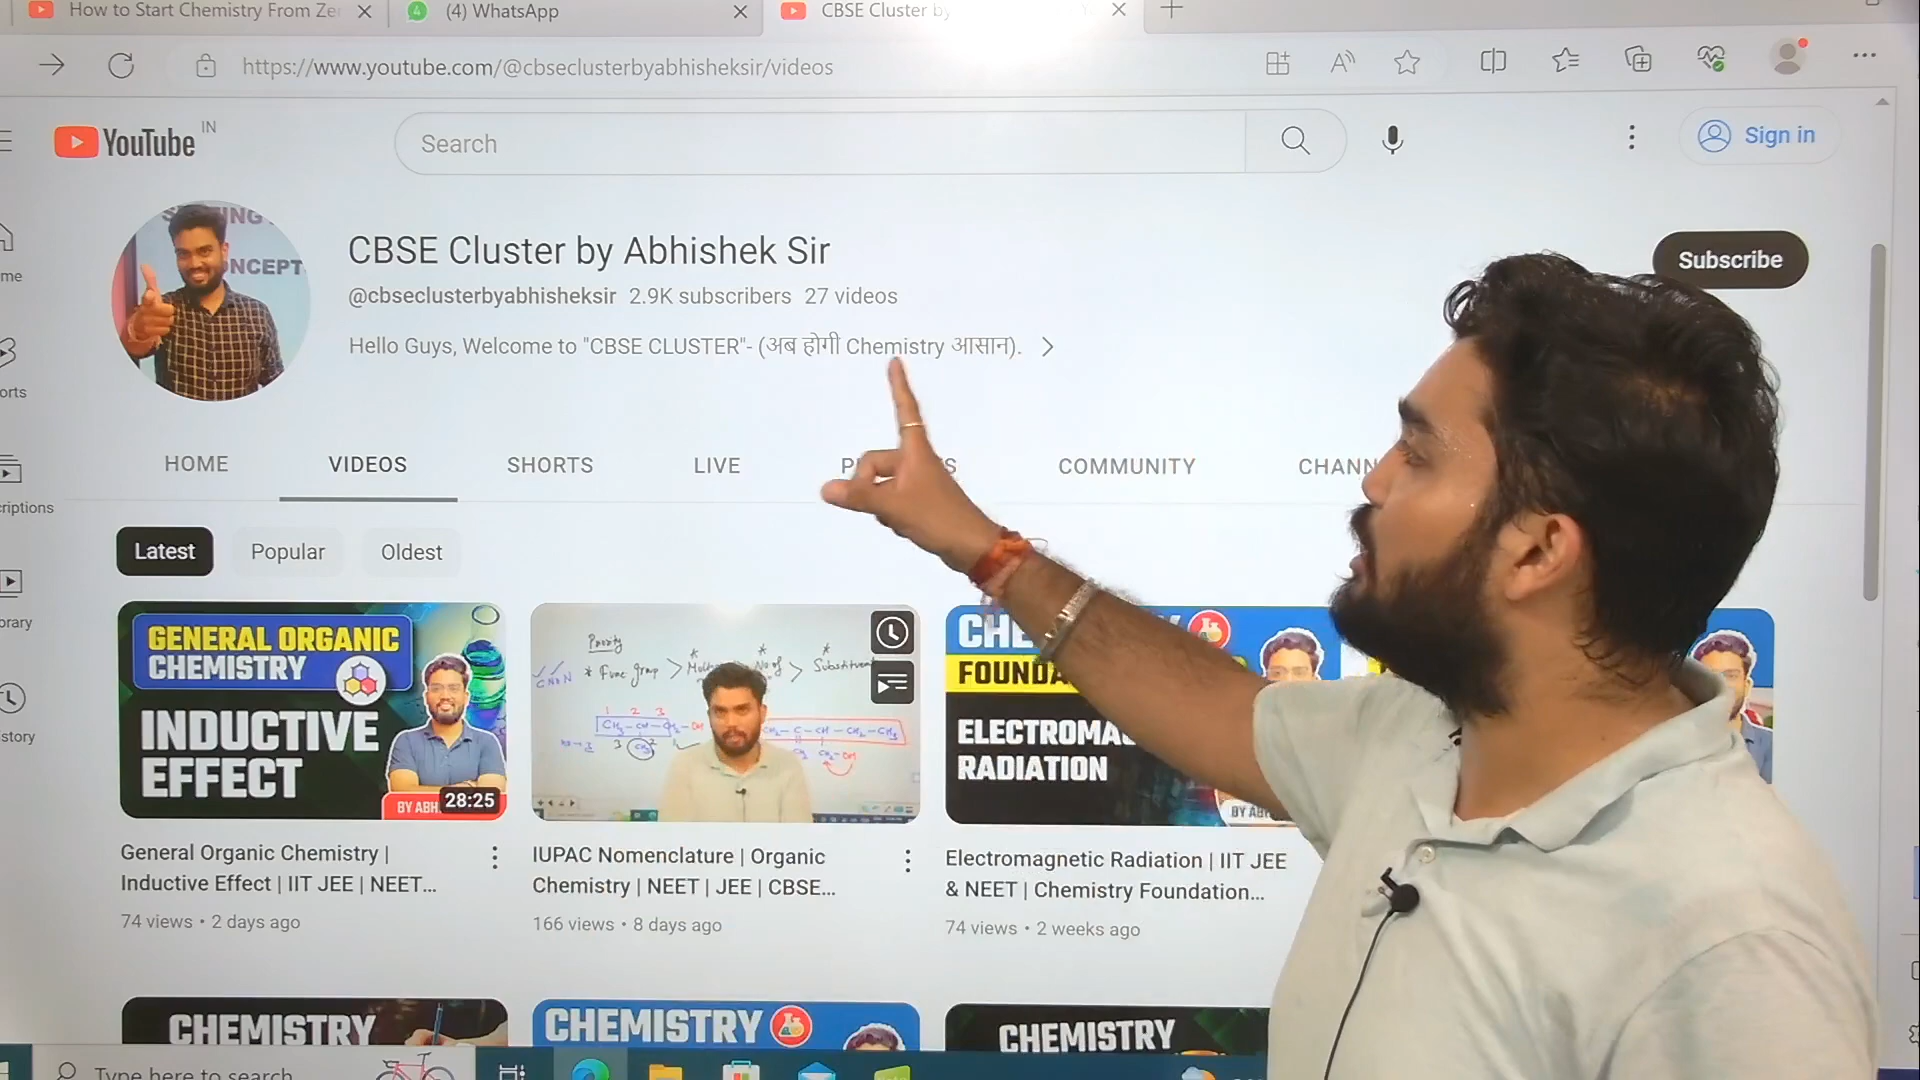 How to Start Chemistry From Ze
(4) WhatsApp
CBSE Cluster by
https://www.youtube.com/@cbseclusterbyabhisheksir/videos
YouTube IN
Search
Sign in
CBSE Cluster by Abhishek Sir
Subscribe
@cbseclusterbyabhisheksir 2.9K subscribers 27 videos
Hello Guys, Welcome to "CBSE CLUSTER"- (अब होगी Chemistry आसान).
HOME VIDEOS SHORTS LIVE COMMUNITY CHANN
Latest Popular Oldest
GENERAL ORGANIC
CHEMISTRY
INDUCTIVE
EFFECT
28:25
FOUNDA
ELECTROMA
RADIATION
General Organic Chemistry |
Inductive Effect | IIT JEE | NEET...
74 views • 2 days ago
IUPAC Nomenclature | Organic
Chemistry | NEET | JEE | CBSE...
166 views • 8 days ago
Electromagnetic Radiation | IIT JEE
& NEET | Chemistry Foundation...
74 views • 2 weeks ago
CHEMISTRY
CHEMISTRY
CHEMISTRY
Type here to search